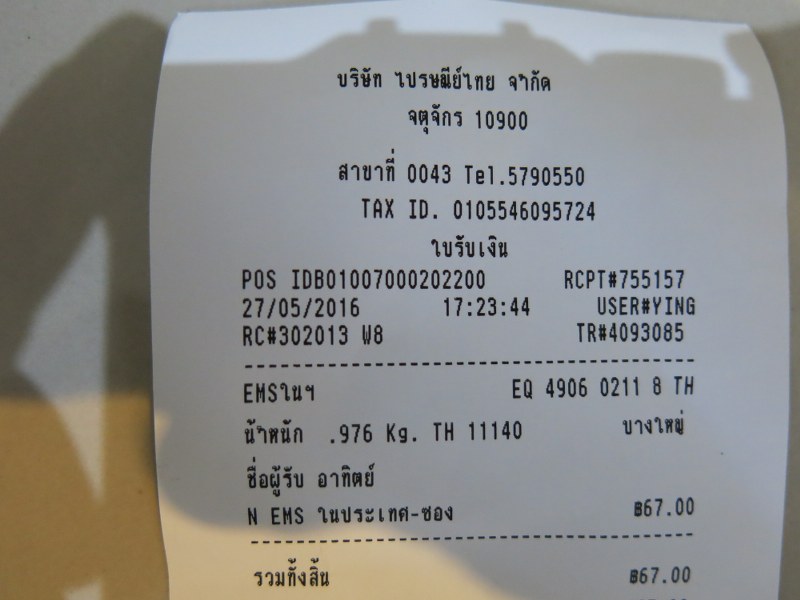 บริษัท ไปรษณีย์ไทย จำกัด
จตุจักร 10900
สาขาที่ 0043 Tel.5790550
TAX ID. 0105546095724
ใบรับเงิน
POS IDB01007000202200 RCPT#755157
27/05/2016 17:23:44 USER#YING
RC#302013 W8 TR#4093085
EMSในฯ EQ 4906 0211 8 TH
น้ำหนัก .976 Kg. TH 11140 บางใหญ่
ชื่อผู้รับ อาทิตย์
N EMS ในประเทศ-ซอง ฿67.00
รวมทั้งสิ้น ฿67.00